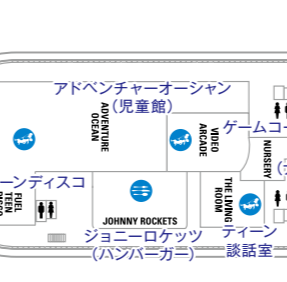 アドベンチャーオーシャン
(児童館)
ADVENTURE
OCEAN
VIDEO
ARCADE
ゲームコー
NURSERY
ーンディスコ
FUEL
TEEN
DISCO
THE LIVING
ROOM
JOHNNY ROCKETS
ジョニーロケッツ
(ハンバーガー)
ティーン
談話室